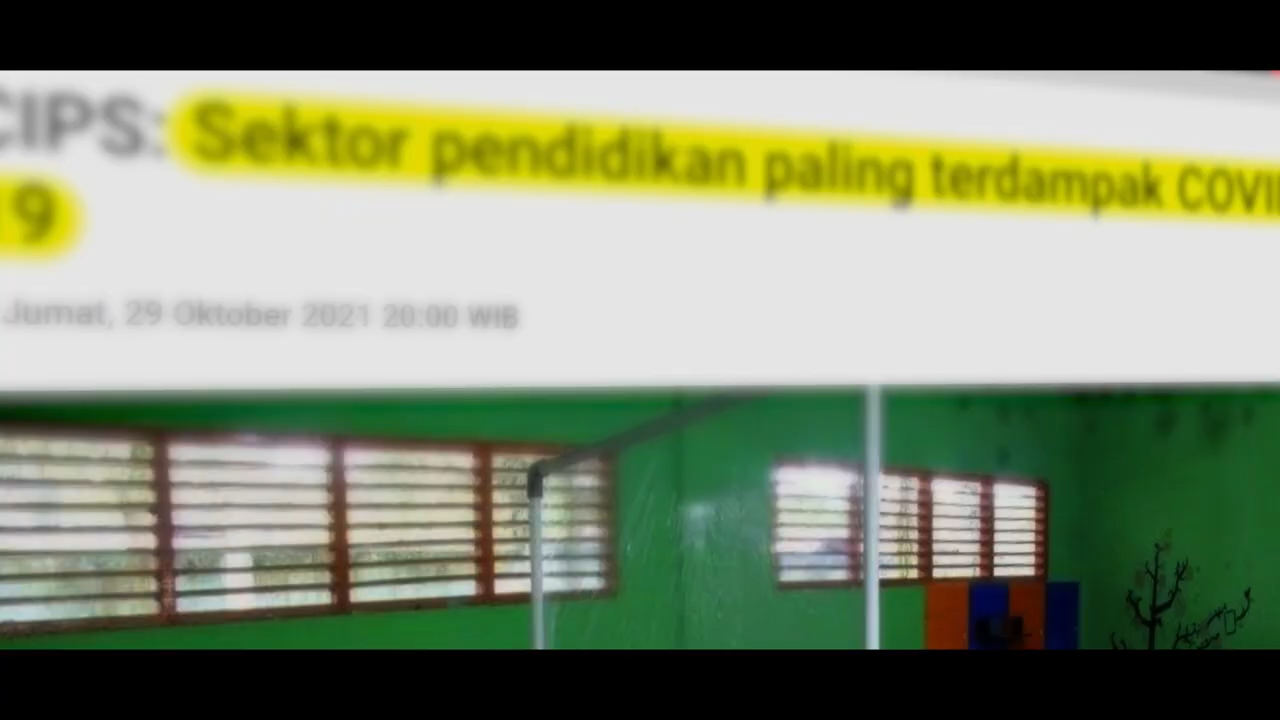 CIPS: Sektor pendidikan paling terdampak COVI
19
Jumat, 29 Oktober 2021 20:00 WIB